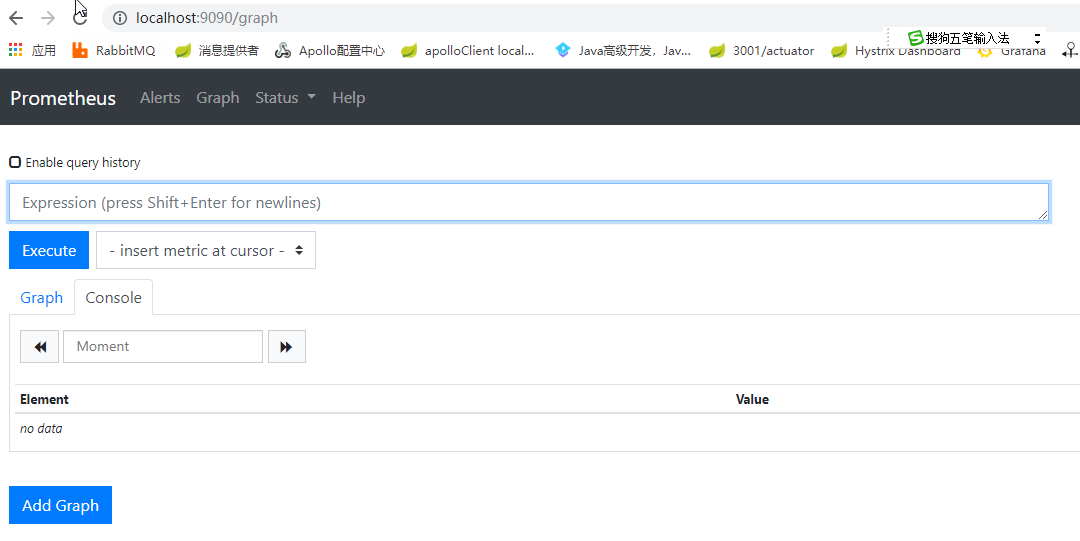 localhost:9090/graph
应用 RabbitMQ 消息提供者 Apollo配置中心 apolloClient local... Java高级开发，Jav... 3001/actuator Hystrix Dashboard Grafana
搜狗五笔输入法
Prometheus Alerts Graph Status Help
Enable query history
Expression (press Shift+Enter for newlines)
Execute - insert metric at cursor -
Graph Console
Moment
Element Value
no data
Add Graph